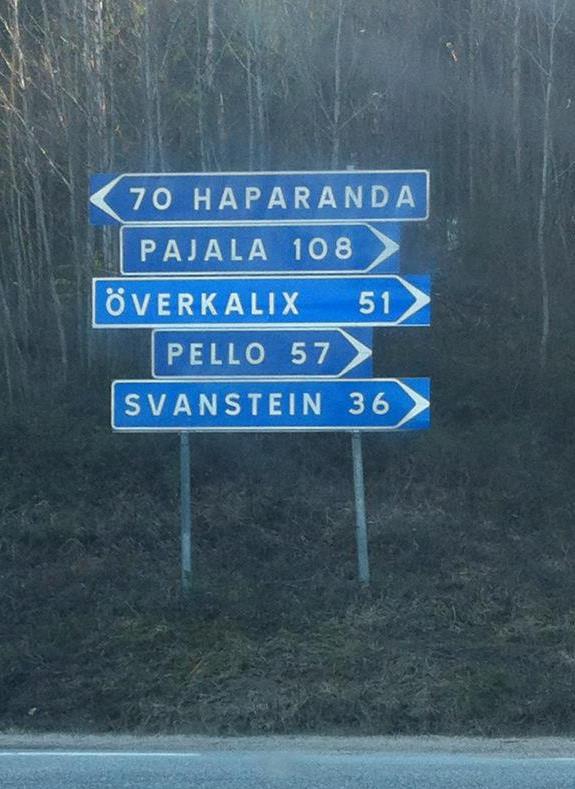 70 HAPARANDA
PAJALA 108
ÖVERKALIX 51
PELLO 57
SVANSTEIN 36